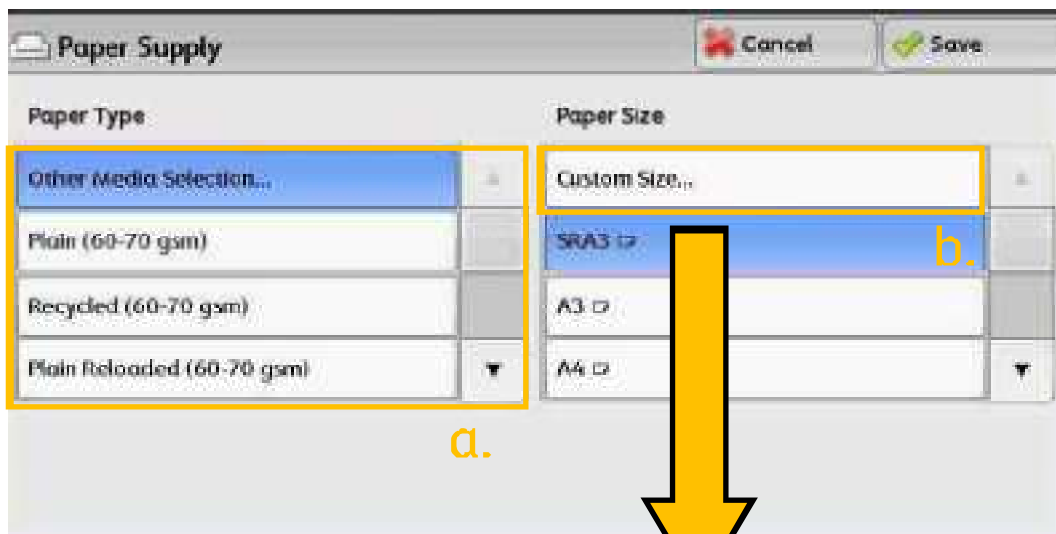 Paper Supply
Cancel
Save
Paper Type
Paper Size
Other Media Selection...
Plain (60-70 gsm)
Recycled (60-70 gsm)
Plain Reloaded (60-70 gsm)
a.
Custom Size...
SRA3
b.
A3
A4